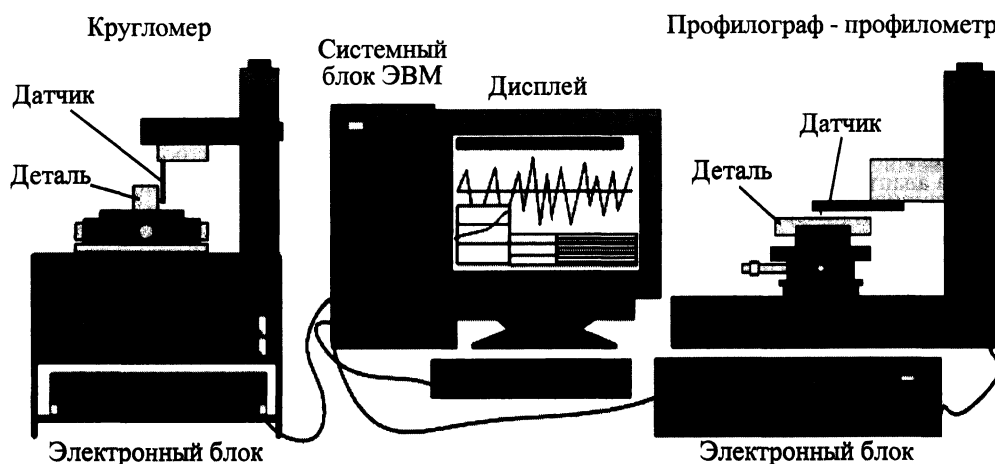 Кругломер
Системный
блок ЭВМ
Дисплей
Профилограф - профилометр
Датчик
Деталь
Датчик
Деталь
Электронный блок
Электронный блок